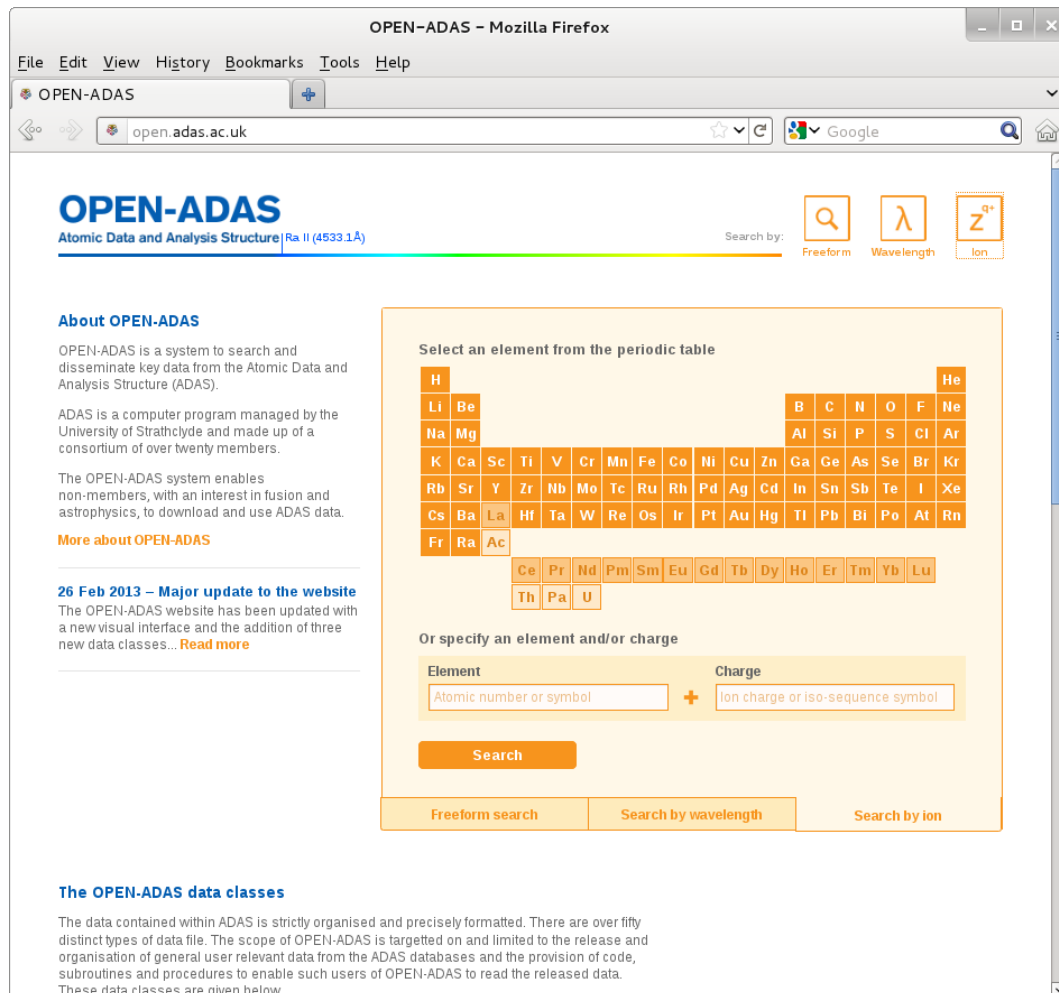 OPEN-ADAS - Mozilla Firefox
File Edit View History Bookmarks Tools Help
OPEN-ADAS
open.adas.ac.uk
Google
OPEN-ADAS
Atomic Data and Analysis Structure
Ra II (4533.1Å)
Search by:
Freeform
λ
Wavelength
z q+
Ion
About OPEN-ADAS
OPEN-ADAS is a system to search and
disseminate key data from the Atomic Data and
Analysis Structure (ADAS).
ADAS is a computer program managed by the
University of Strathclyde and made up of a
consortium of over twenty members.
The OPEN-ADAS system enables
non-members, with an interest in fusion and
astrophysics, to download and use ADAS data.
More about OPEN-ADAS
26 Feb 2013 – Major update to the website
The OPEN-ADAS website has been updated with
a new visual interface and the addition of three
new data classes... Read more
Select an element from the periodic table
H He
Li Be B C N O F Ne
Na Mg Al Si P S Cl Ar
K Ca Sc Ti V Cr Mn Fe Co Ni Cu Zn Ga Ge As Se Br Kr
Rb Sr Y Zr Nb Mo Tc Ru Rh Pd Ag Cd In Sn Sb Te I Xe
Cs Ba La Hf Ta W Re Os Ir Pt Au Hg Tl Pb Bi Po At Rn
Fr Ra Ac
Ce Pr Nd Pm Sm Eu Gd Tb Dy Ho Er Tm Yb Lu
Th Pa U
Or specify an element and/or charge
Element Charge
Atomic number or symbol + Ion charge or iso-sequence symbol
Search
Freeform search Search by wavelength Search by ion
The OPEN-ADAS data classes
The data contained within ADAS is strictly organised and precisely formatted. There are over fifty
distinct types of data file. The scope of OPEN-ADAS is targetted on and limited to the release and
organisation of general user relevant data from the ADAS databases and the provision of code,
subroutines and procedures to enable such users of OPEN-ADAS to read the released data.
These data classes are given below